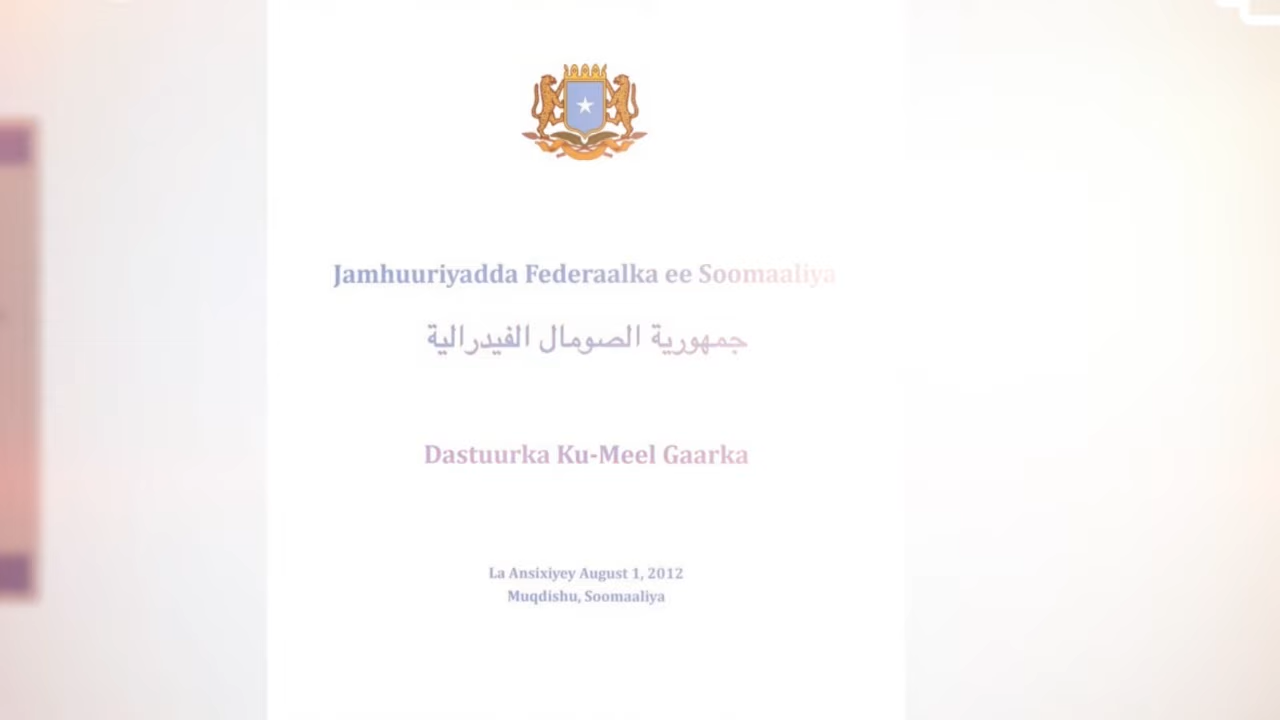 Jamhuuriyadda Federaalka ee Soomaaliya
جمهورية الصومال الفيدرالية
Dastuurka Ku-Meel Gaarka
La Ansixiyey August 1, 2012
Muqdishu, Soomaaliya